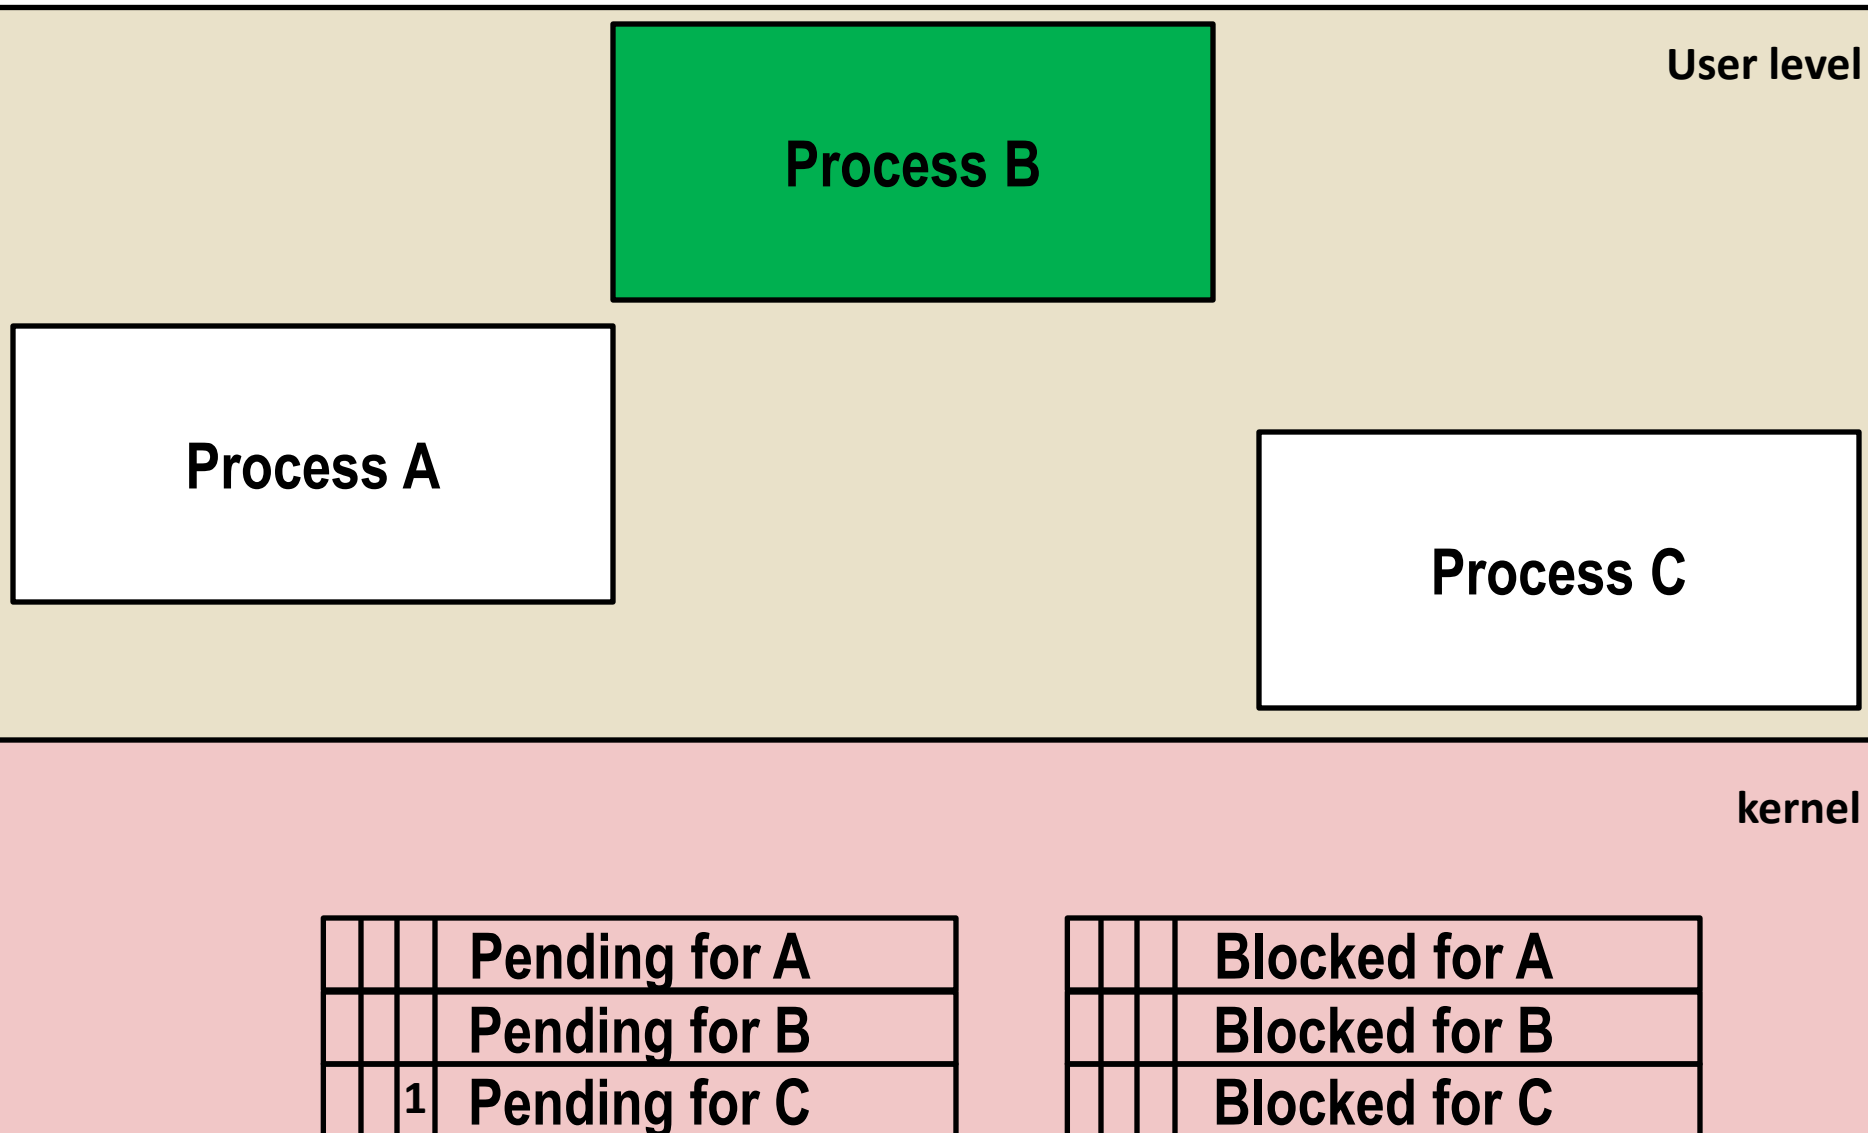 User level
Process B
Process A
Process C
kernel
Pending for A
Blocked for A
Pending for B
Blocked for B
1 Pending for C
Blocked for C